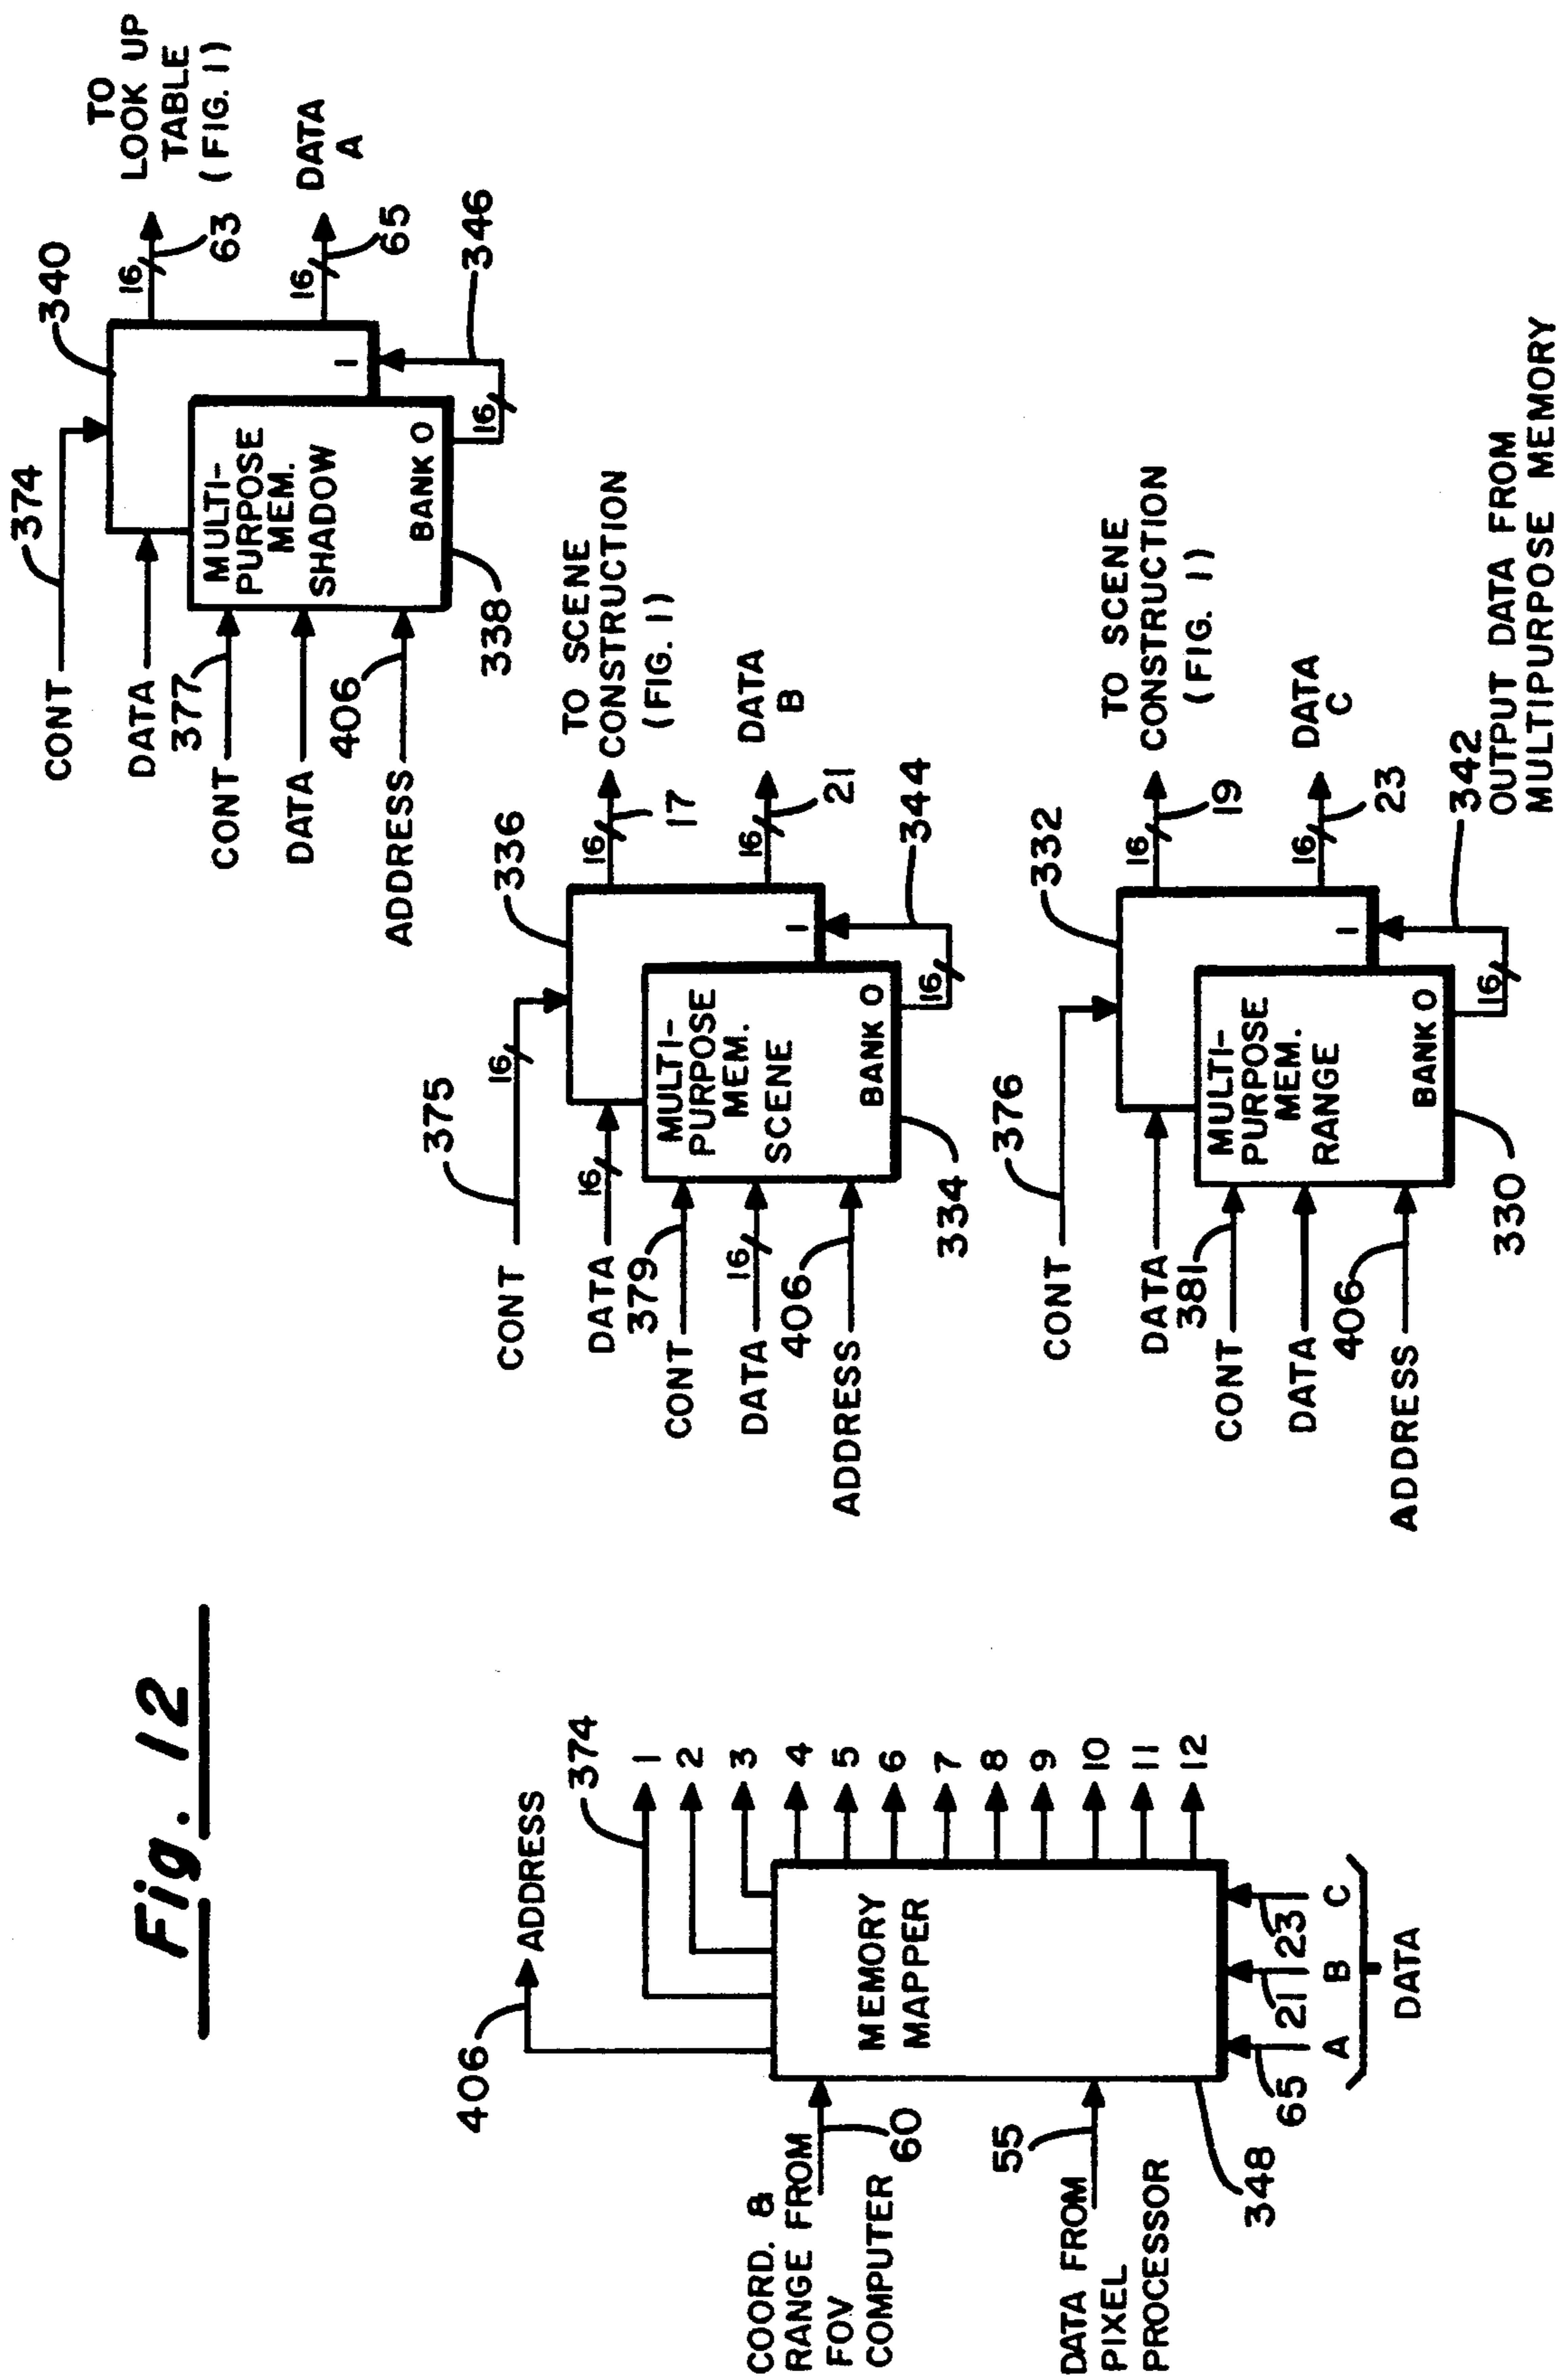 Fig. 12
406
ADDRESS
374
1
2
3
4
5
6
7
8
9
10
11
12
COORD. &
RANGE FROM
FOV
COMPUTER
60
MEMORY
MAPPER
DATA FROM
PIXEL
PROCESSOR
55
348
65
21
23
A
B
C
DATA
374
CONT
340
DATA
377
CONT
DATA
406
ADDRESS
MULTI-
PURPOSE
MEM.
SHADOW
BANK 0
1
338
16
346
16
63
TO
LOOK UP
TABLE
(FIG. 1)
16
65
DATA
A
375
CONT
16
336
DATA
16
379
CONT
DATA
16
406
ADDRESS
MULTI-
PURPOSE
MEM.
SCENE
BANK 0
1
334
16
344
16
17
TO SCENE
CONSTRUCTION
(FIG. 1)
16
21
DATA
B
376
CONT
332
DATA
381
CONT
DATA
406
ADDRESS
MULTI-
PURPOSE
MEM.
RANGE
BANK 0
1
330
16
342
OUTPUT DATA FROM
MULTIPURPOSE MEMORY
16
19
TO SCENE
CONSTRUCTION
(FIG. 1)
16
23
DATA
C